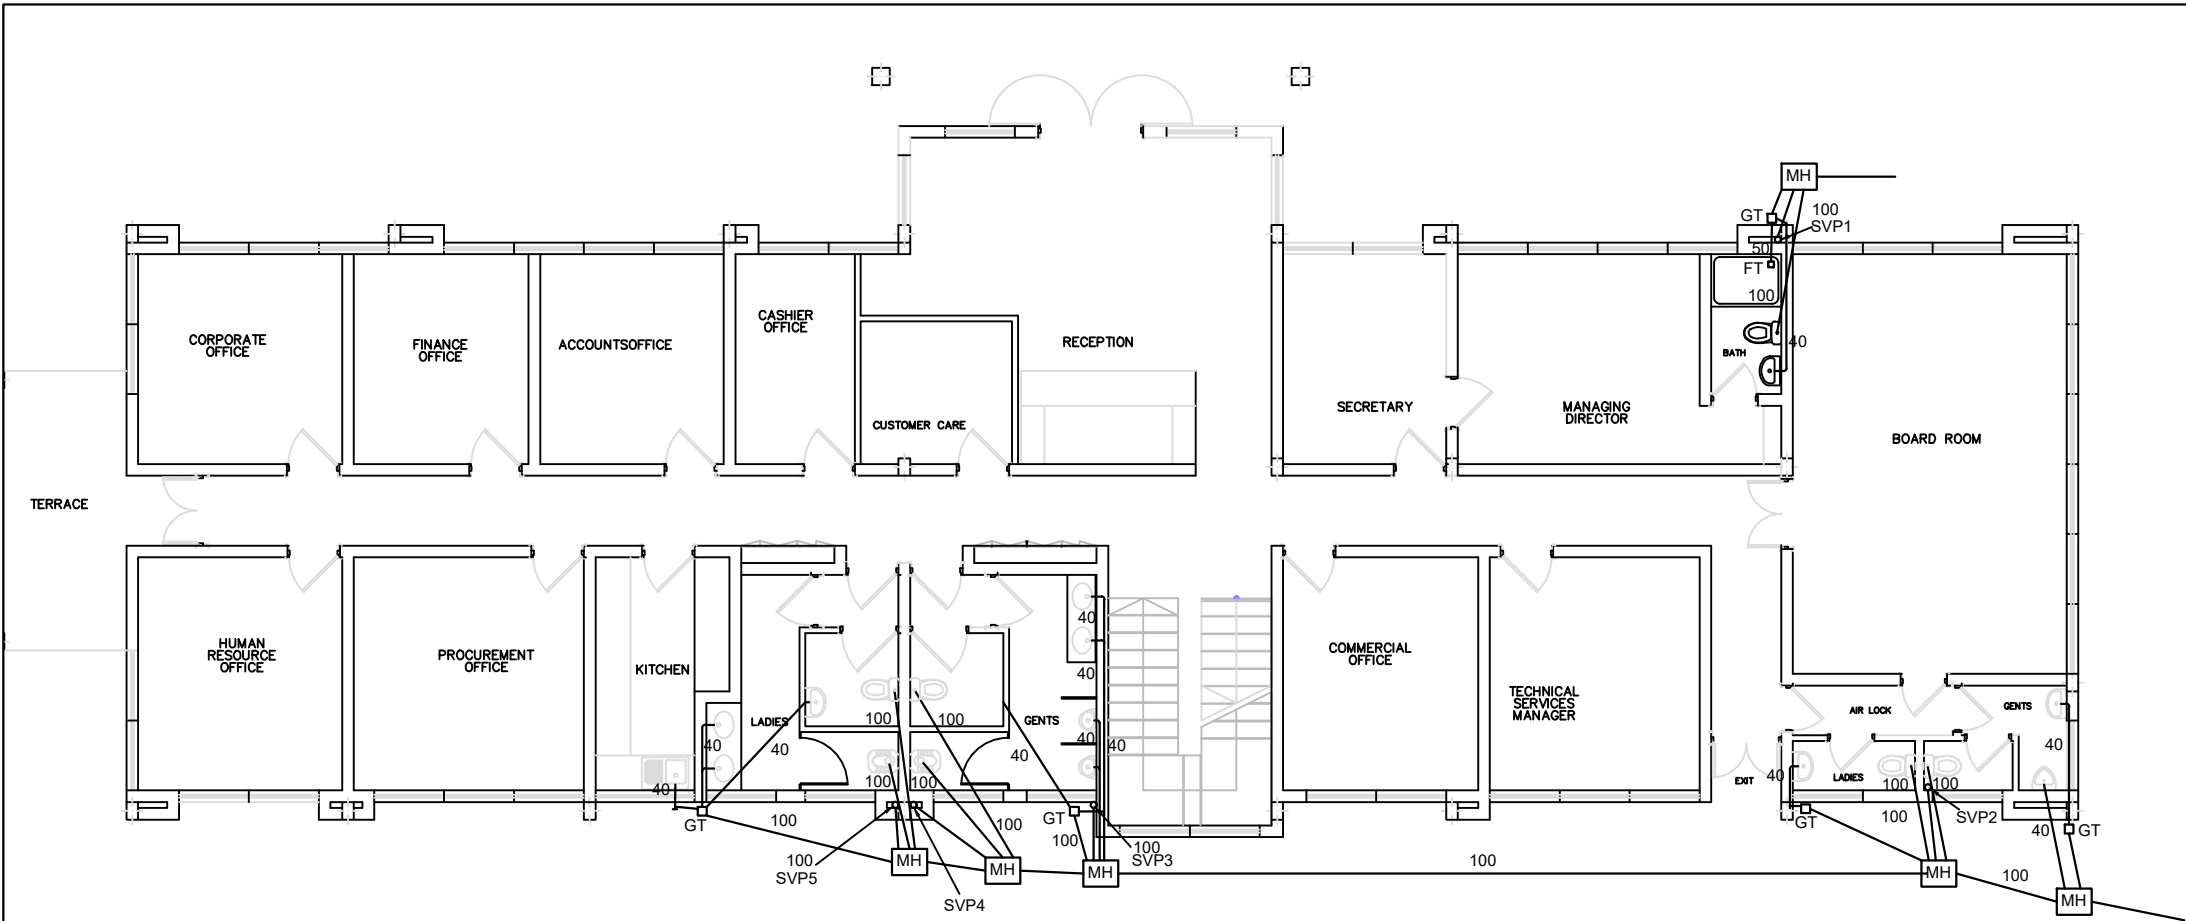 MH
GT
100
SVP1
50
FT
100
40
BATH
CORPORATE
OFFICE
FINANCE
OFFICE
ACCOUNTSOFFICE
CASHIER
OFFICE
RECEPTION
CUSTOMER CARE
SECRETARY
MANAGING
DIRECTOR
BOARD ROOM
TERRACE
HUMAN
RESOURCE
OFFICE
PROCUREMENT
OFFICE
KITCHEN
LADIES
GENTS
COMMERCIAL
OFFICE
TECHNICAL
SERVICES
MANAGER
AIR LOCK
GENTS
EXIT
LADIES
40
40
100
100
40
40
40
40
40
40
40
40
100
100
40
100
100
GT
100
100
GT
100
100
SVP5
MH
SVP4
MH
100
SVP3
MH
100
GT
100
SVP2
40
GT
MH
100
MH